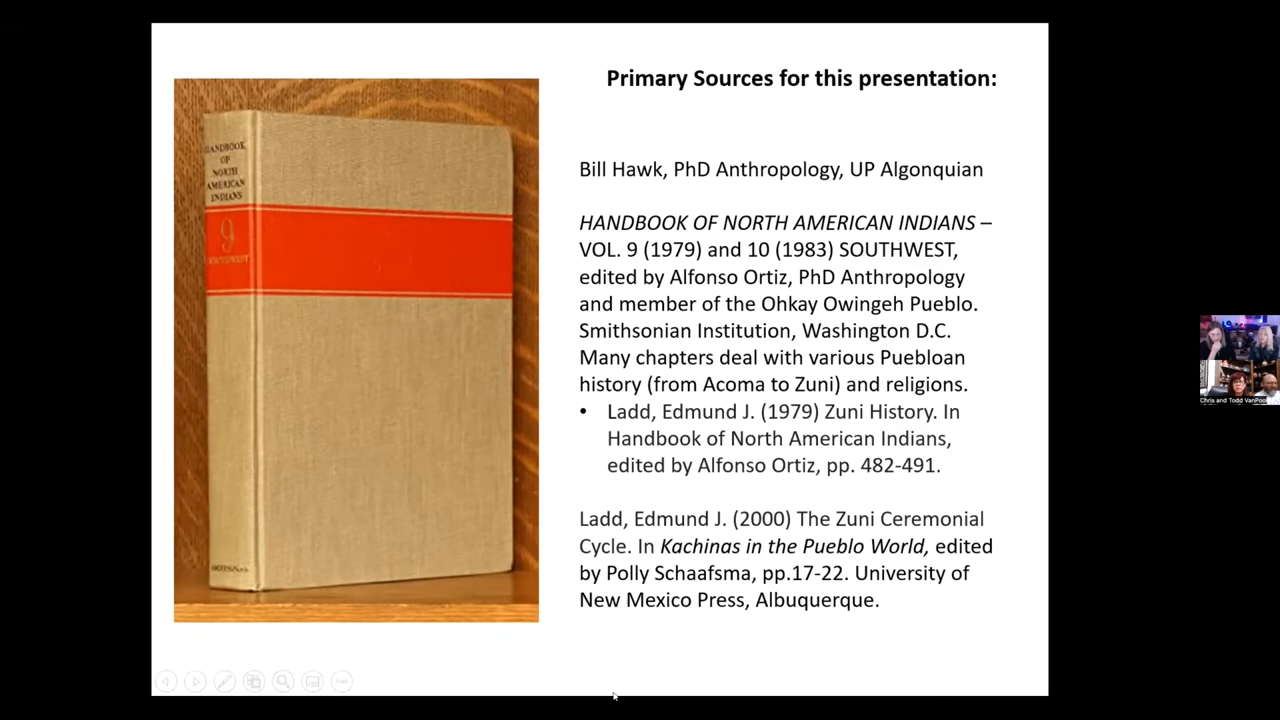 Primary Sources for this presentation:
HANDBOOK
OF
NORTH
AMERICAN
INDIANS
9
SOUTHWEST
Bill Hawk, PhD Anthropology, UP Algonquian
HANDBOOK OF NORTH AMERICAN INDIANS –
VOL. 9 (1979) and 10 (1983) SOUTHWEST,
edited by Alfonso Ortiz, PhD Anthropology
and member of the Ohkay Owingeh Pueblo.
Smithsonian Institution, Washington D.C.
Many chapters deal with various Puebloan
history (from Acoma to Zuni) and religions.
• Ladd, Edmund J. (1979) Zuni History. In
Handbook of North American Indians,
edited by Alfonso Ortiz, pp. 482-491.
Ladd, Edmund J. (2000) The Zuni Ceremonial
Cycle. In Kachinas in the Pueblo World, edited
by Polly Schaafsma, pp.17-22. University of
New Mexico Press, Albuquerque.
Chris and Todd VanPool